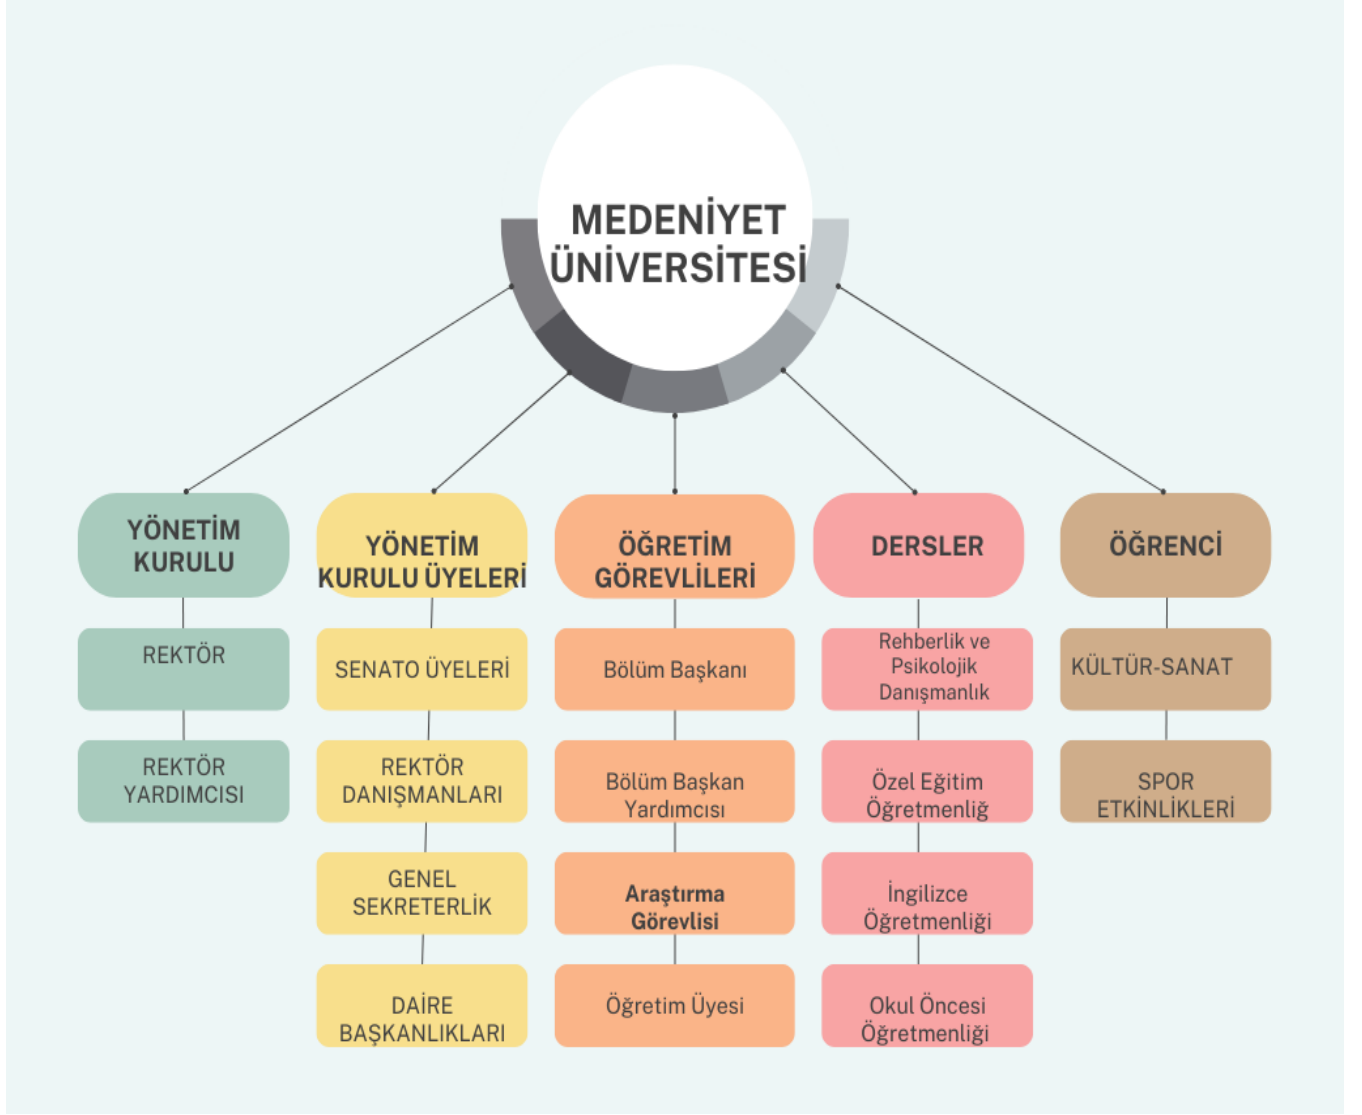 MEDENİYET
ÜNİVERSİTESİ
YÖNETİM
KURULU
REKTÖR
REKTÖR
YARDIMCISI
YÖNETİM
KURULU ÜYELERİ
SENATO ÜYELERİ
REKTÖR
DANIŞMANLARI
GENEL
SEKRETERLİK
DAİRE
BAŞKANLIKLARI
ÖĞRETİM
GÖREVLİLERİ
Bölüm Başkanı
Bölüm Başkan
Yardımcısı
Araştırma
Görevlisi
Öğretim Üyesi
DERSLER
Rehberlik ve
Psikolojik
Danışmanlık
Özel Eğitim
Öğretmenliğ
İngilizce
Öğretmenliği
Okul Öncesi
Öğretmenliği
ÖĞRENCİ
KÜLTÜR-SANAT
SPOR
ETKİNLİKLERİ